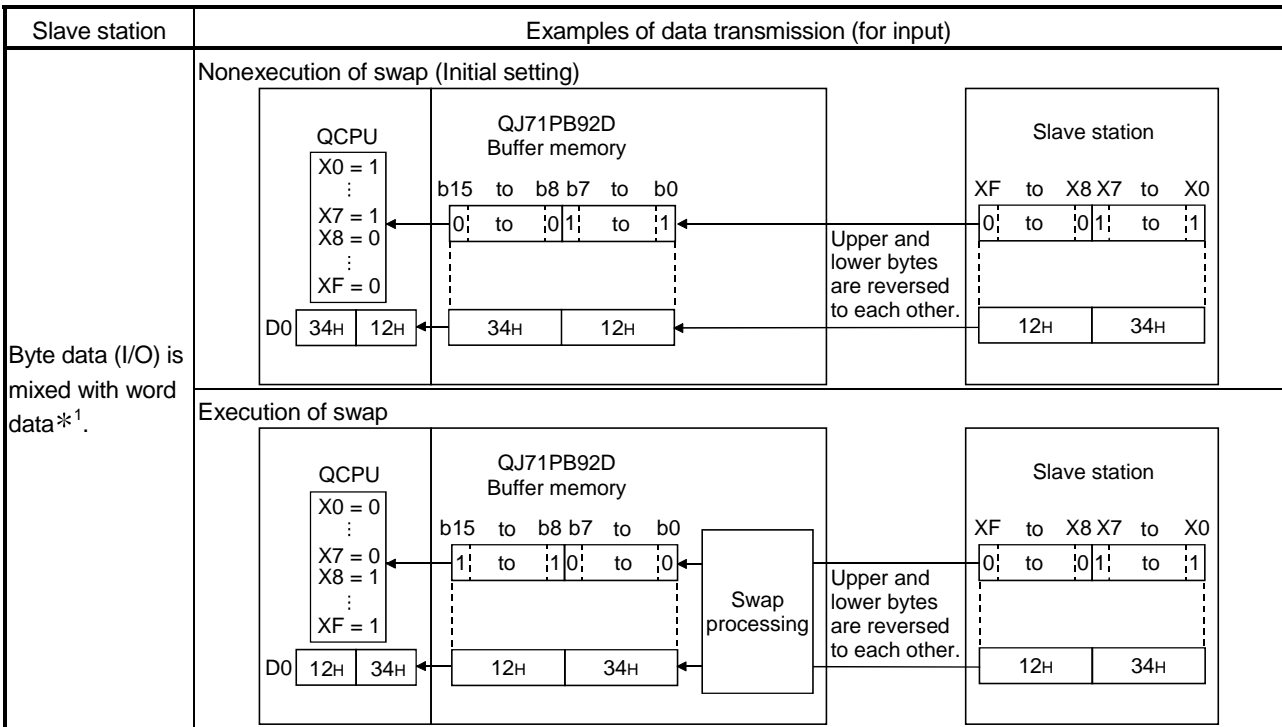 Slave station
Examples of data transmission (for input)
Byte data (I/O) is
mixed with word
data*1.
Nonexecution of swap (Initial setting)
QCPU
X0 = 1
⋮
X7 = 1
X8 = 0
⋮
XF = 0
D0 34H 12H
QJ71PB92D
Buffer memory
b15 to b8 b7 to b0
0 to 0 1 to 1
34H 12H
Upper and
lower bytes
are reversed
to each other.
Slave station
XF to X8 X7 to X0
0 to 0 1 to 1
12H 34H
Execution of swap
QCPU
X0 = 0
⋮
X7 = 0
X8 = 1
⋮
XF = 1
D0 12H 34H
QJ71PB92D
Buffer memory
b15 to b8 b7 to b0
1 to 1 0 to 0
12H 34H
Swap
processing
Upper and
lower bytes
are reversed
to each other.
Slave station
XF to X8 X7 to X0
0 to 0 1 to 1
12H 34H